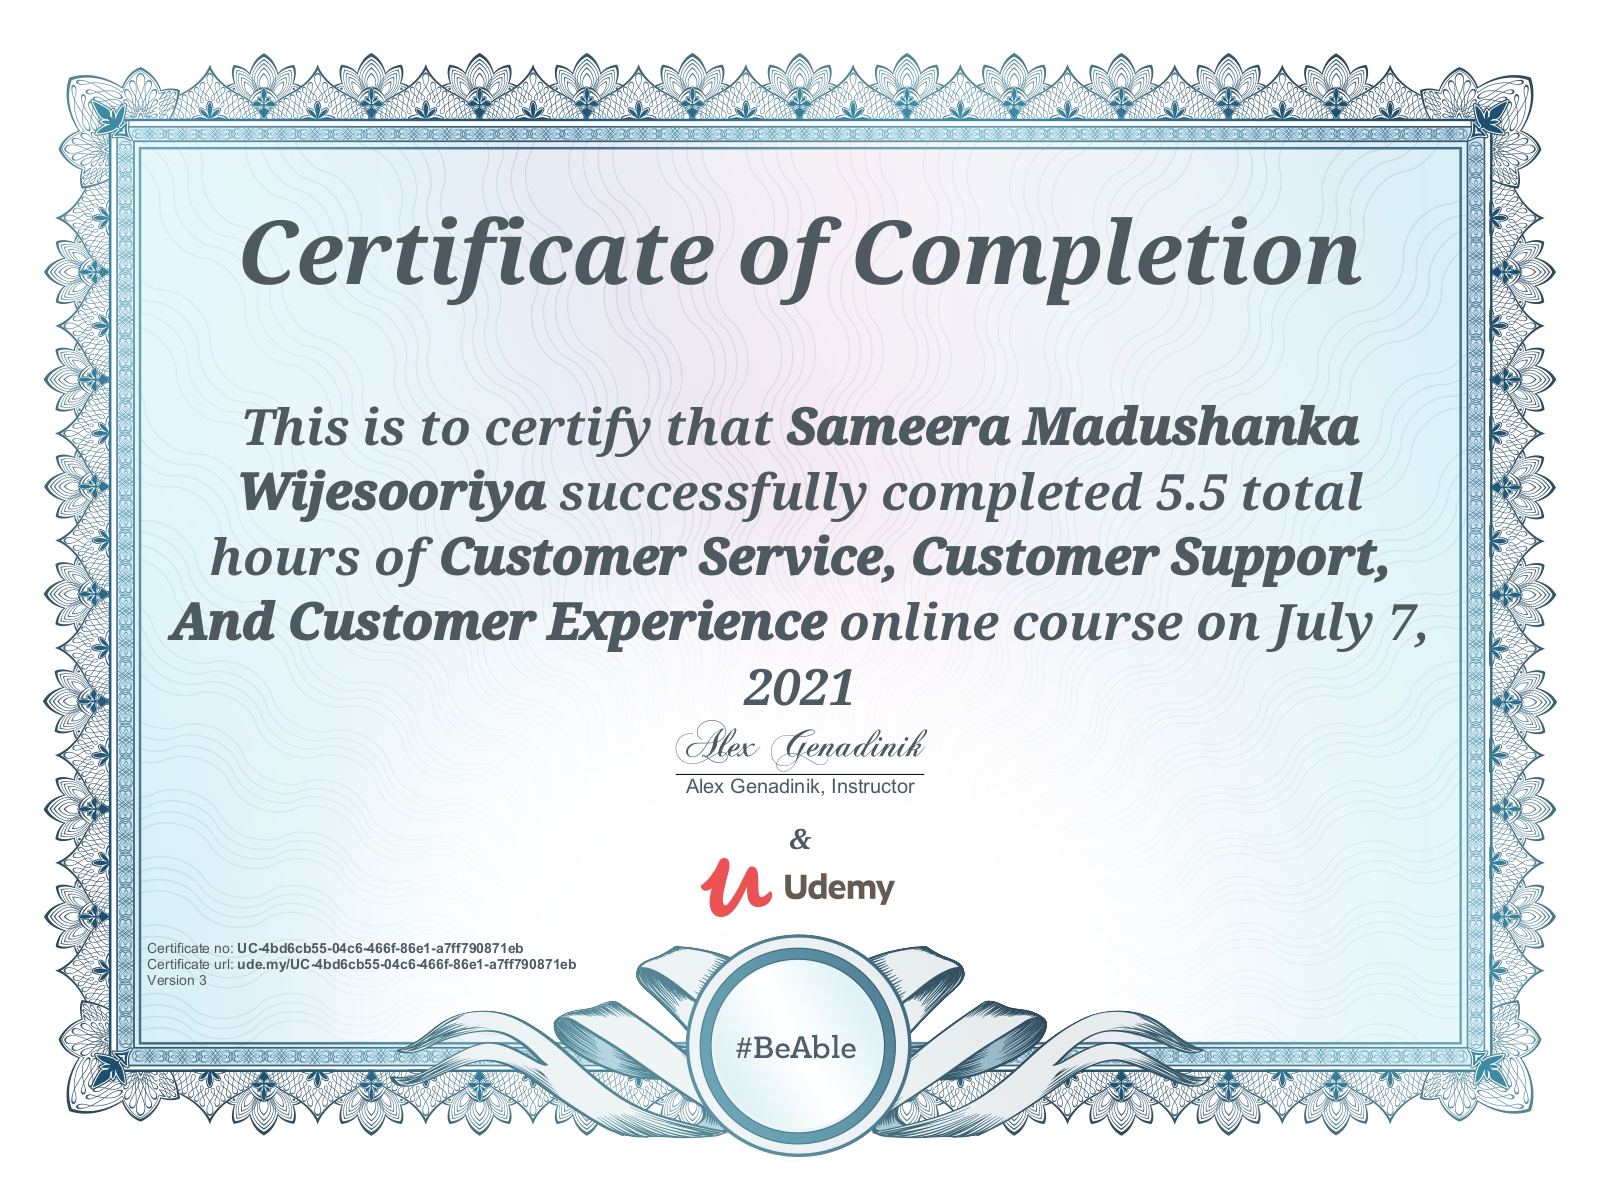 Certificate of Completion
This is to certify that Sameera Madushanka
Wijesooriya successfully completed 5.5 total
hours of Customer Service, Customer Support,
And Customer Experience online course on July 7,
2021
Alex Genadinik
Alex Genadinik, Instructor
&
Udemy
Certificate no: UC-4bd6cb55-04c6-466f-86e1-a7ff790871eb
Certificate url: ude.my/UC-4bd6cb55-04c6-466f-86e1-a7ff790871eb
Version 3
#BeAble